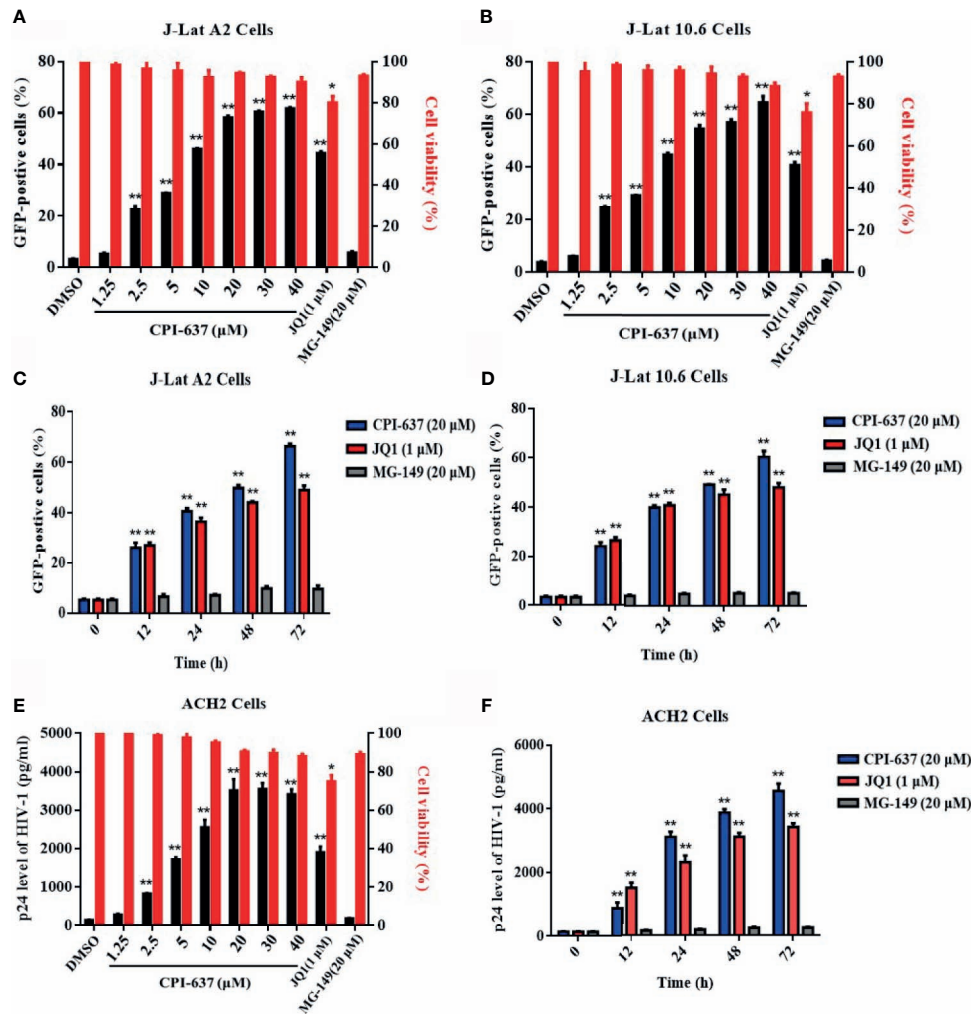 A
J-Lat A2 Cells
GFP-postive cells (%)
80
60
40
20
0
100
80
60
40
20
0
Cell viability (%)
** ** ** ** ** ** ** *
DMSO 1.25 2.5 5 10 20 30 40 JQ1(1 μM) MG-149(20 μM)
CPI-637 (μM)
B
J-Lat 10.6 Cells
GFP-postive cells (%)
80
60
40
20
0
100
80
60
40
20
0
Cell viability (%)
** ** ** ** ** ** ** *
DMSO 1.25 2.5 5 10 20 30 40 JQ1(1 μM) MG-149(20 μM)
CPI-637 (μM)
C
J-Lat A2 Cells
GFP-postive cells (%)
80
60
40
20
0
** ** ** ** ** ** ** **
CPI-637 (20 μM)
JQ1 (1 μM)
MG-149 (20 μM)
0 12 24 48 72
Time (h)
D
J-Lat 10.6 Cells
GFP-postive cells (%)
80
60
40
20
0
** ** ** ** ** ** ** **
CPI-637 (20 μM)
JQ1 (1 μM)
MG-149 (20 μM)
0 12 24 48 72
Time (h)
E
ACH2 Cells
p24 level of HIV-1 (pg/ml)
5000
4000
3000
2000
1000
0
100
80
60
40
20
0
Cell viability (%)
** ** ** ** ** ** ** *
DMSO 1.25 2.5 5 10 20 30 40 JQ1(1 μM) MG-149(20 μM)
CPI-637 (μM)
F
ACH2 Cells
p24 level of HIV-1 (pg/ml)
6000
4000
2000
0
** ** ** ** ** ** ** **
CPI-637 (20 μM)
JQ1 (1 μM)
MG-149 (20 μM)
0 12 24 48 72
Time (h)